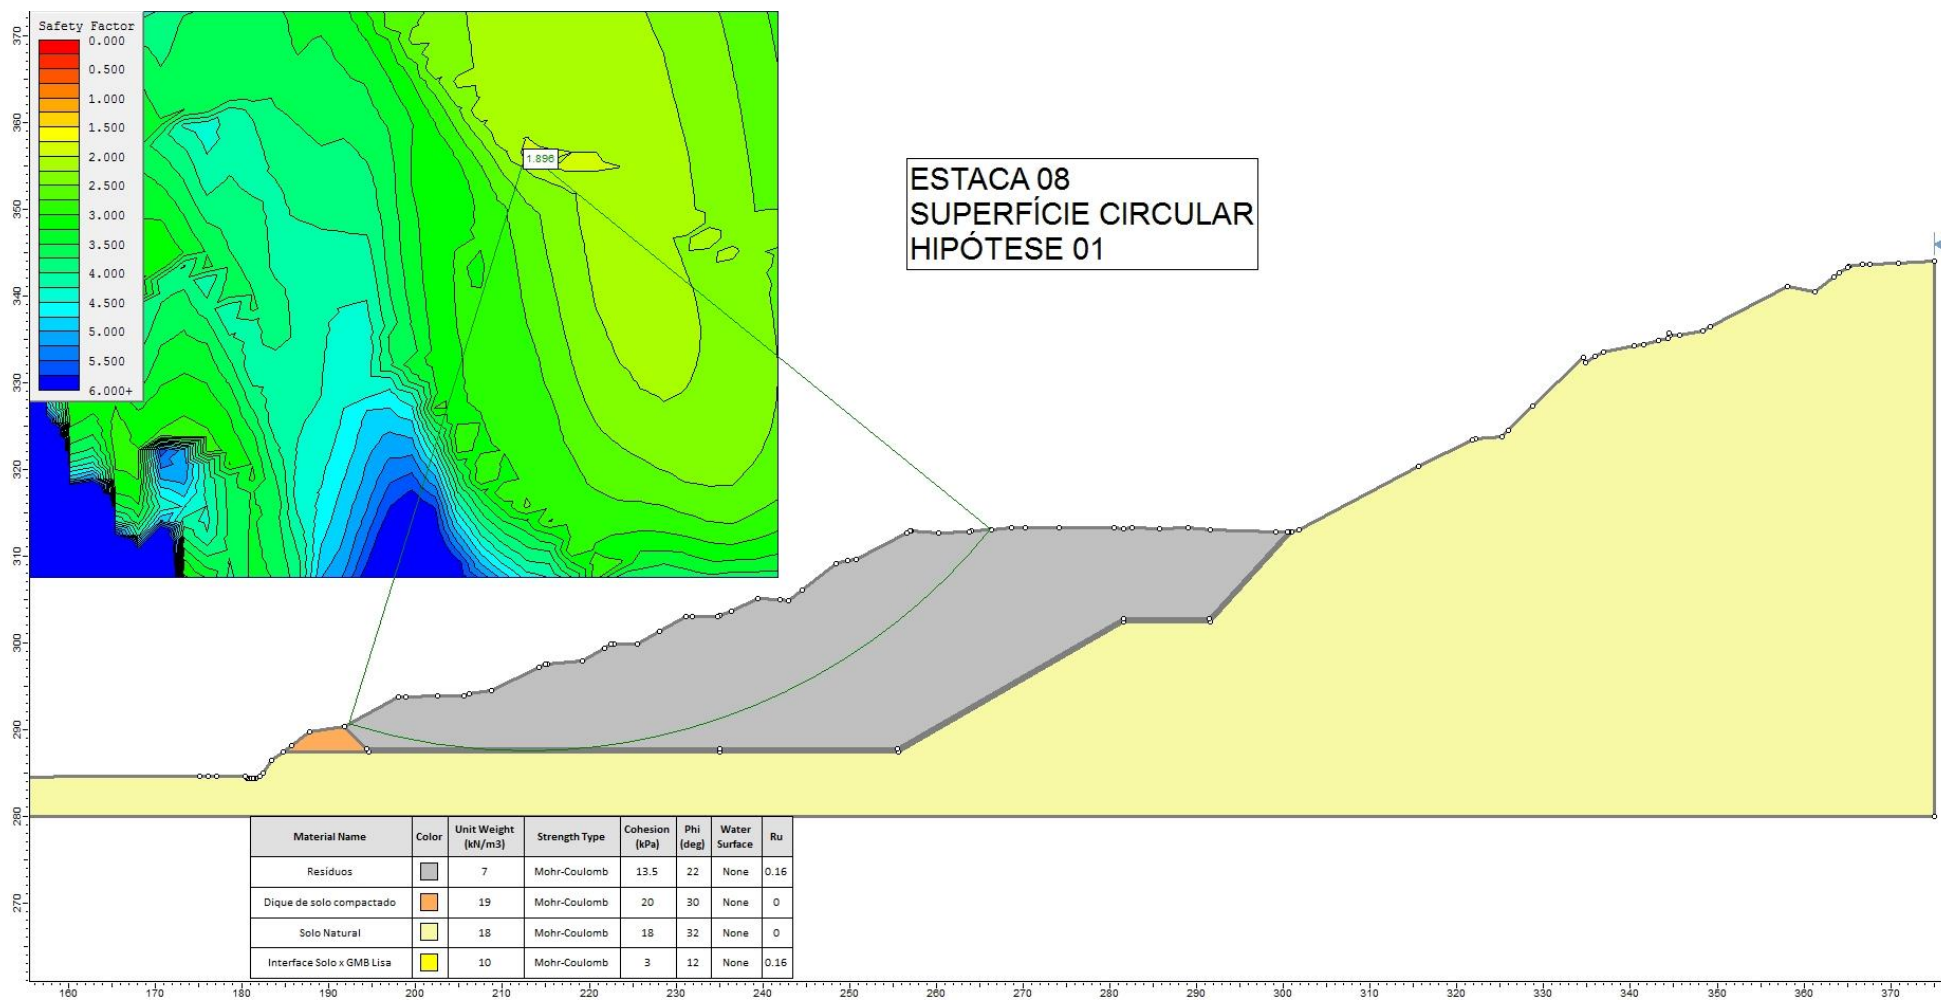 Safety Factor
0.000
0.500
1.000
1.500
2.000
2.500
3.000
3.500
4.000
4.500
5.000
5.500
6.000+
1.896
ESTACA 08
SUPERFÍCIE CIRCULAR
HIPÓTESE 01
370
360
350
340
330
320
310
300
290
280
270
Material Name Color Unit Weight (kN/m3) Strength Type Cohesion (kPa) Phi (deg) Water Surface Ru
Resíduos 7 Mohr-Coulomb 13.5 22 None 0.16
Dique de solo compactado 19 Mohr-Coulomb 20 30 None 0
Solo Natural 18 Mohr-Coulomb 18 32 None 0
Interface Solo x GMB Lisa 10 Mohr-Coulomb 3 12 None 0.16
160 170 180 190 200 210 220 230 240 250 260 270 280 290 300 310 320 330 340 350 360 370